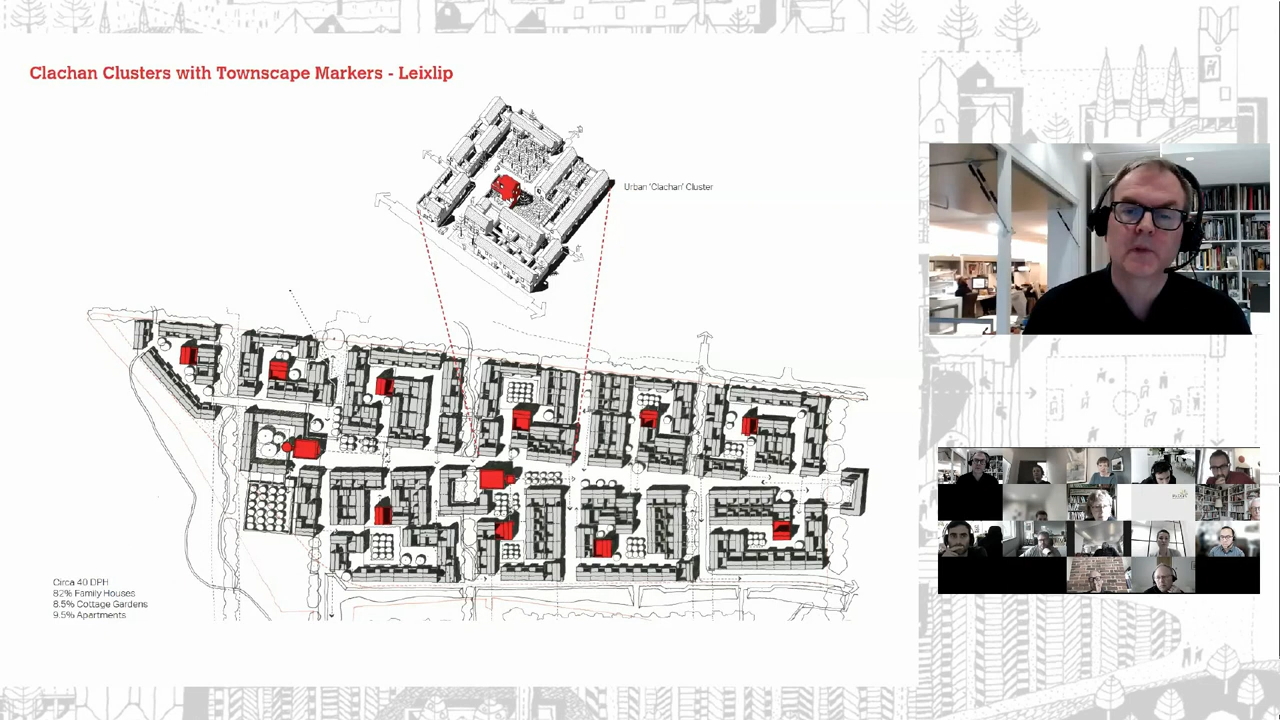 Clachan Clusters with Townscape Markers - Leixlip
Urban 'Clachan' Cluster
Circa 40 DPH
82% Family Houses
8.5% Cottage Gardens
9.5% Apartments